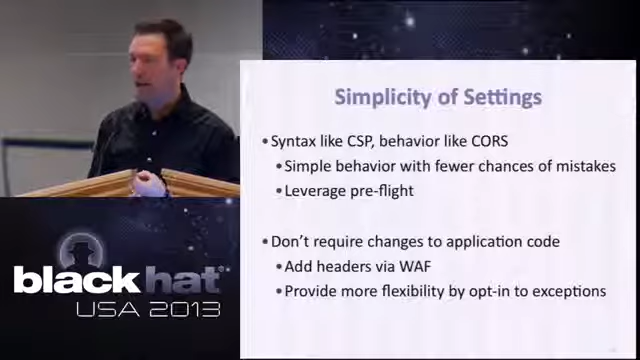 Simplicity of Settings
•Syntax like CSP, behavior like CORS
•Simple behavior with fewer chances of mistakes
•Leverage pre-flight
•Don't require changes to application code
•Add headers via WAF
•Provide more flexibility by opt-in to exceptions
black hat®
USA 2013